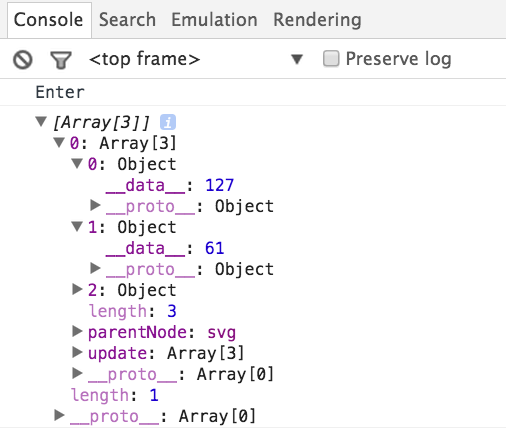 Console Search Emulation Rendering
<top frame> Preserve log
Enter
[Array[3]] i
0: Array[3]
0: Object
__data__: 127
__proto__: Object
1: Object
__data__: 61
__proto__: Object
2: Object
length: 3
parentNode: svg
update: Array[3]
__proto__: Array[0]
length: 1
__proto__: Array[0]